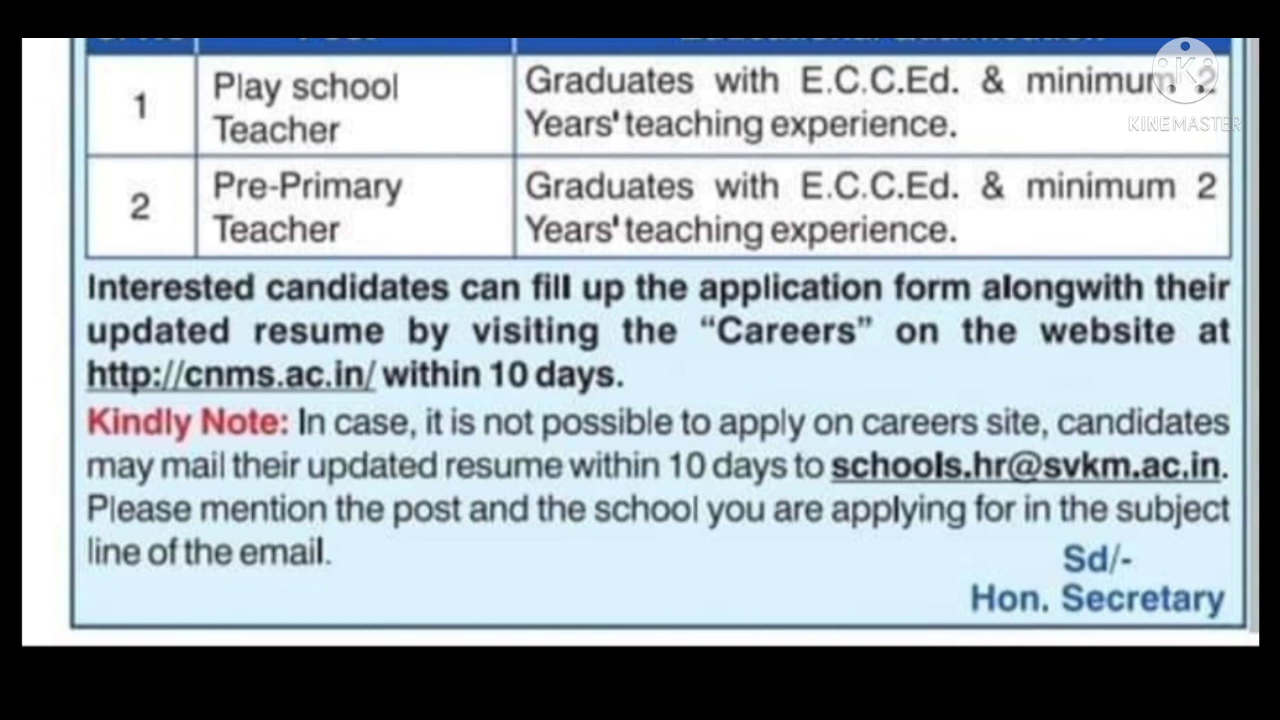 1
Play school
Teacher
Graduates with E.C.C.Ed. & minimum 2
Years' teaching experience.
2
Pre-Primary
Teacher
Graduates with E.C.C.Ed. & minimum 2
Years' teaching experience.
Interested candidates can fill up the application form alongwith their
updated resume by visiting the “Careers” on the website at
http://cnms.ac.in/ within 10 days.
Kindly Note: In case, it is not possible to apply on careers site, candidates
may mail their updated resume within 10 days to schools.hr@svkm.ac.in.
Please mention the post and the school you are applying for in the subject
line of the email.
Sd/-
Hon. Secretary
K
KINEMASTER